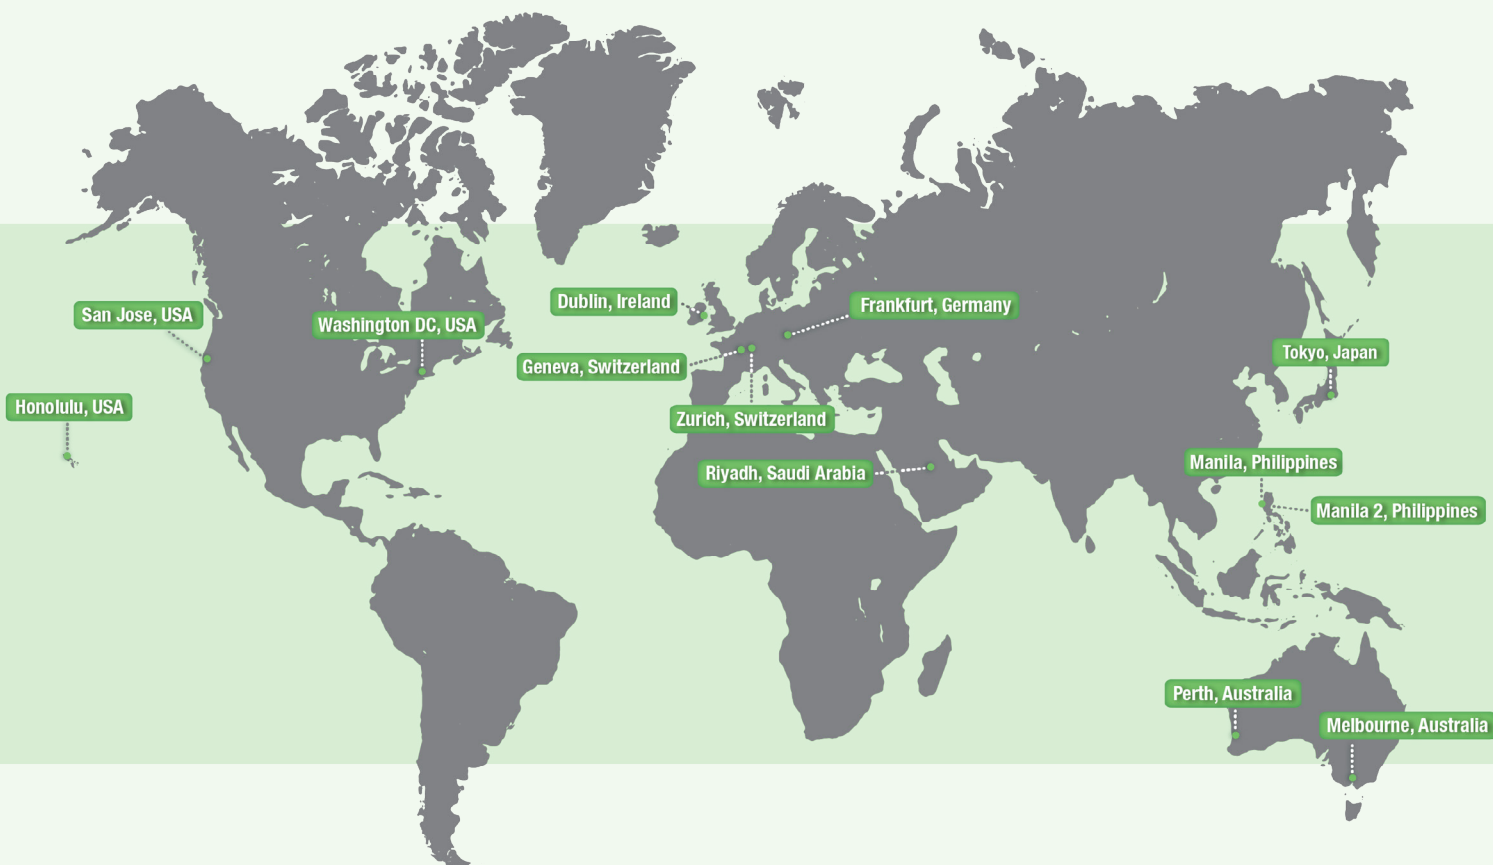 Dublin, Ireland
Frankfurt, Germany
San Jose, USA
Washington DC, USA
Tokyo, Japan
Geneva, Switzerland
Honolulu, USA
Zurich, Switzerland
Manila, Philippines
Riyadh, Saudi Arabia
Manila 2, Philippines
Perth, Australia
Melbourne, Australia